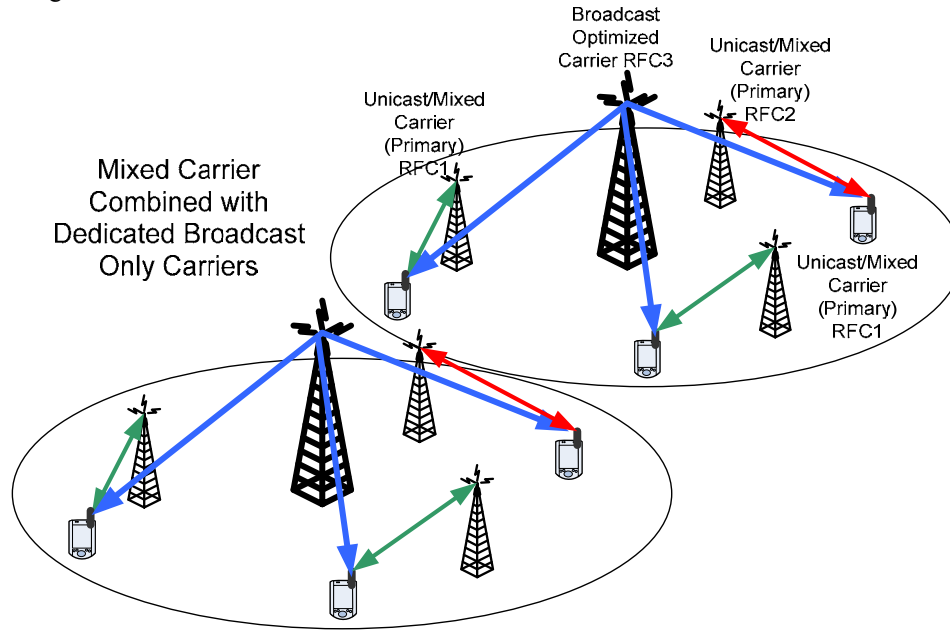 Broadcast
Optimized
Carrier RFC3
Unicast/Mixed
Carrier
(Primary)
RFC2
Unicast/Mixed
Carrier
(Primary)
RFC1
Mixed Carrier
Combined with
Dedicated Broadcast
Only Carriers
Unicast/Mixed
Carrier
(Primary)
RFC1